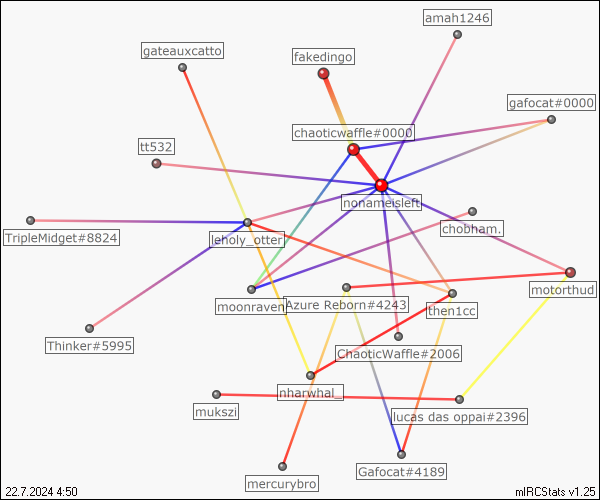 amah1246
gateauxcatto
fakedingo
gafocat#0000
chaoticwaffle#0000
tt532
nonameisleft
chobham.
TripleMidget#8824
leholy_otter
motorthud
moonraven
Azure Reborn#4243
then1cc
Thinker#5995
ChaoticWaffle#2006
nharwhal_
mukszi
lucas das oppai#2396
Gafocat#4189
mercurybro
22.7.2024 4:50
mIRCStats v1.25